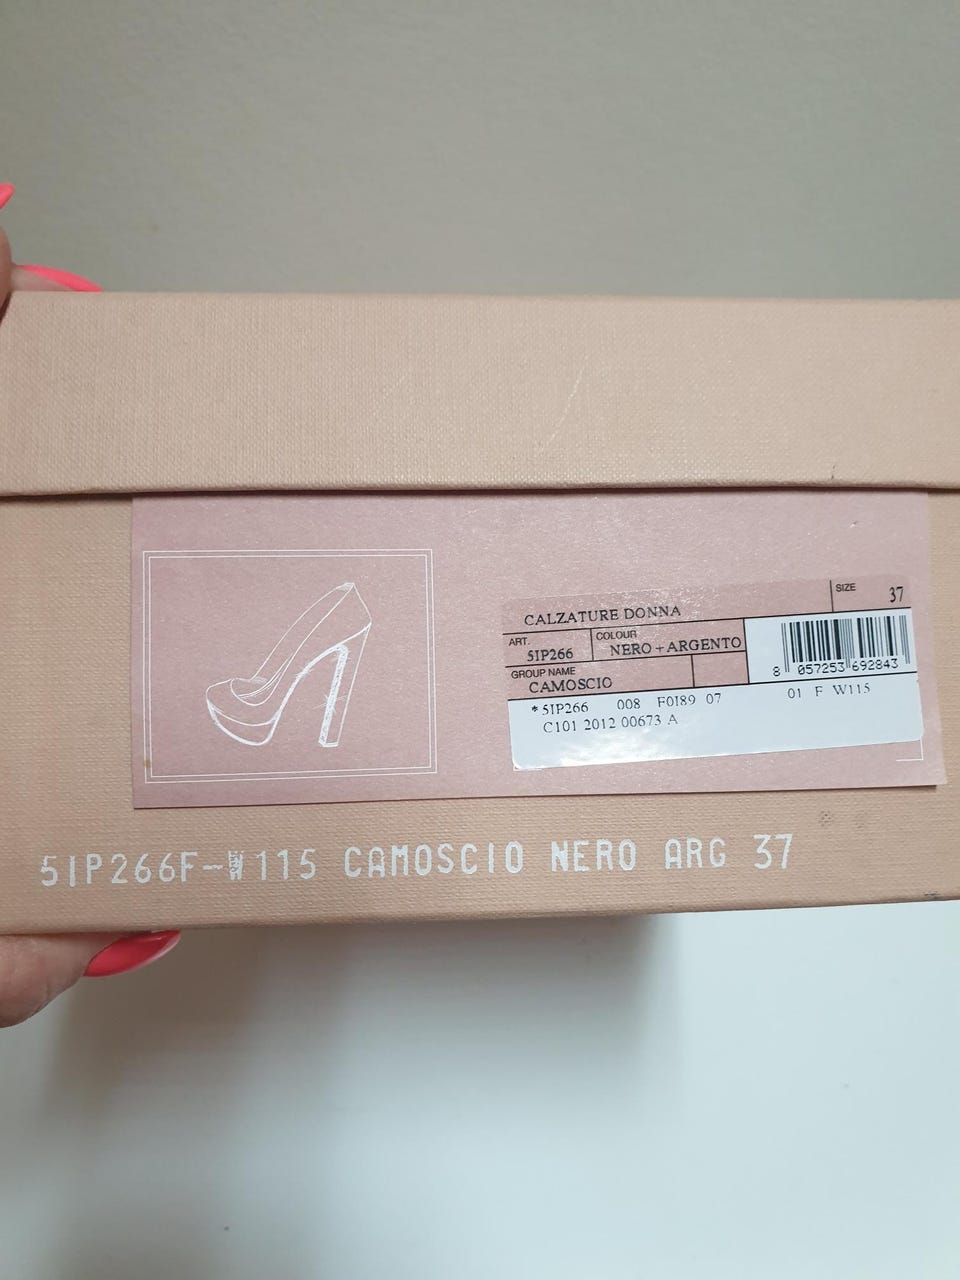 CALZATURE DONNA
SIZE
37
ART.
5IP266
COLOUR
NERO+ARGENTO
GROUP NAME
CAMOSCIO
8 057253 692843
*5IP266 008 F0I89 07 01 F W115
C101 2012 00673 A
5IP266F-W115 CAMOSCIO NERO ARG 37